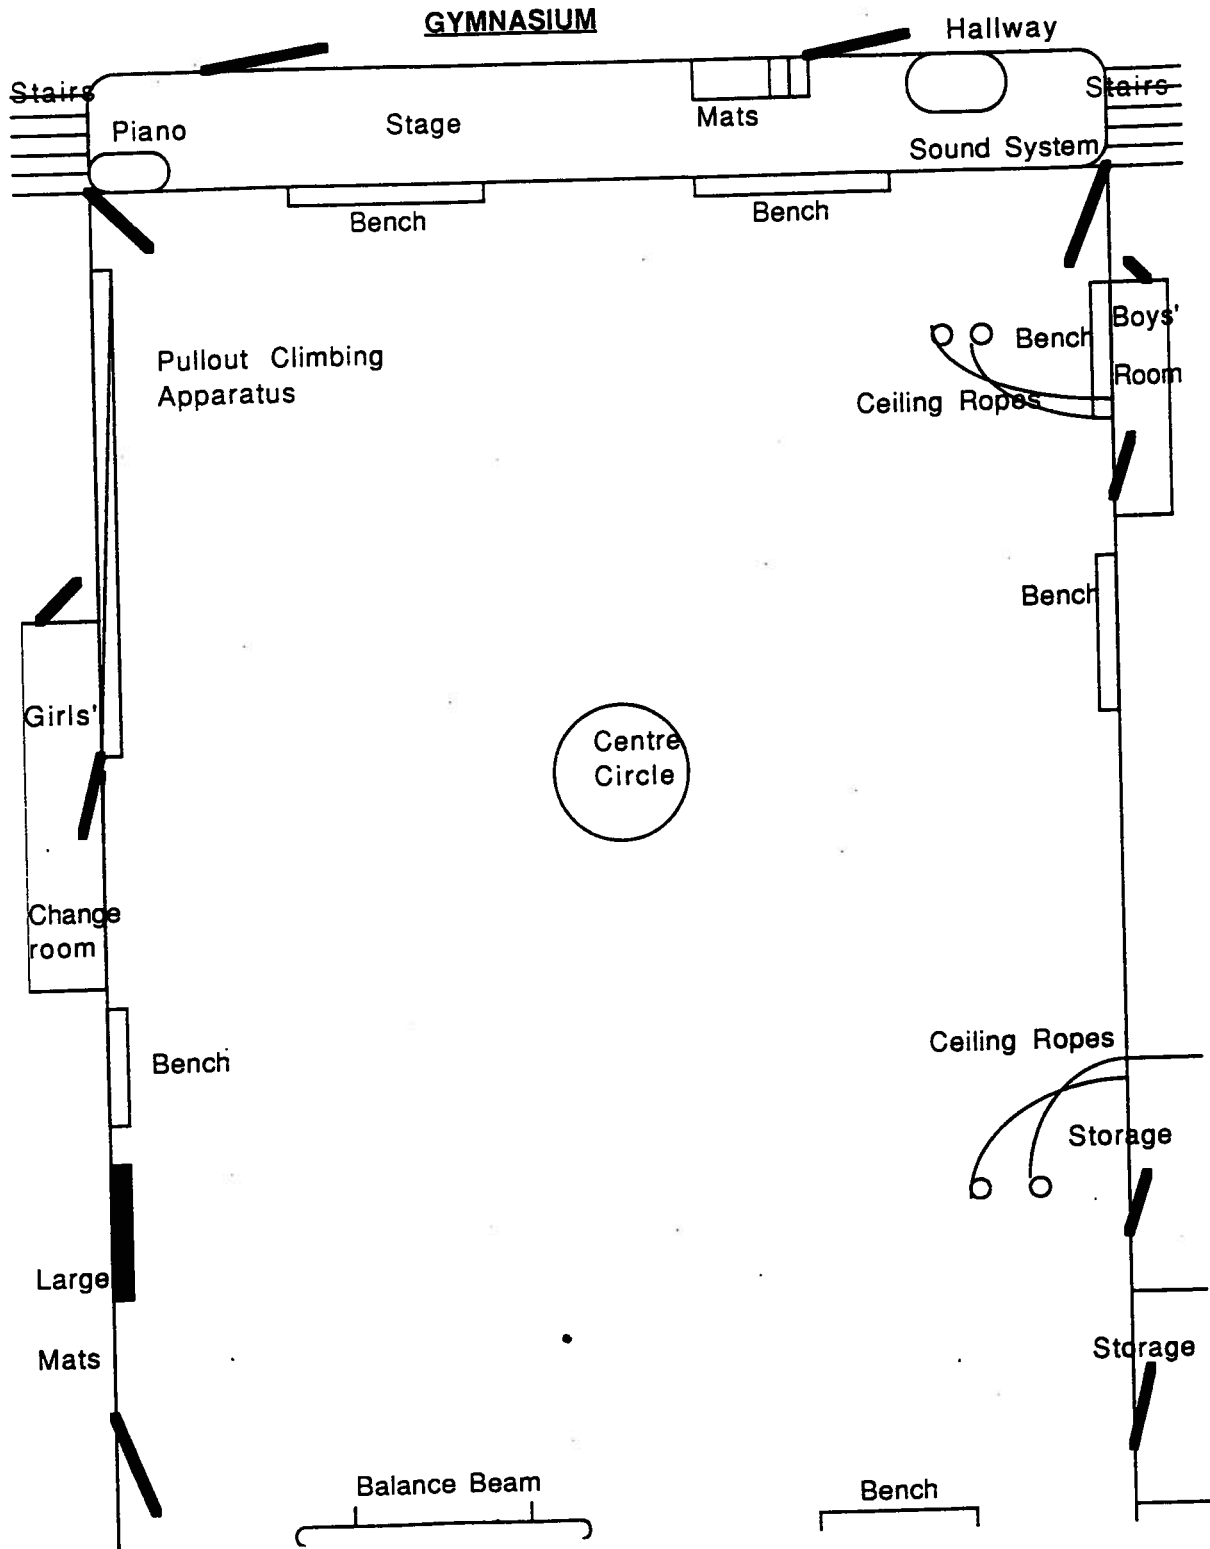 GYMNASIUM
Hallway
Stairs
Stairs
Piano
Stage
Mats
Sound System
Bench
Bench
Pullout Climbing
Apparatus
Bench
Boys'
Room
Ceiling Ropes
Bench
Girls'
Centre
Circle
Change
room
Bench
Ceiling Ropes
Storage
Large
Mats
Storage
Balance Beam
Bench